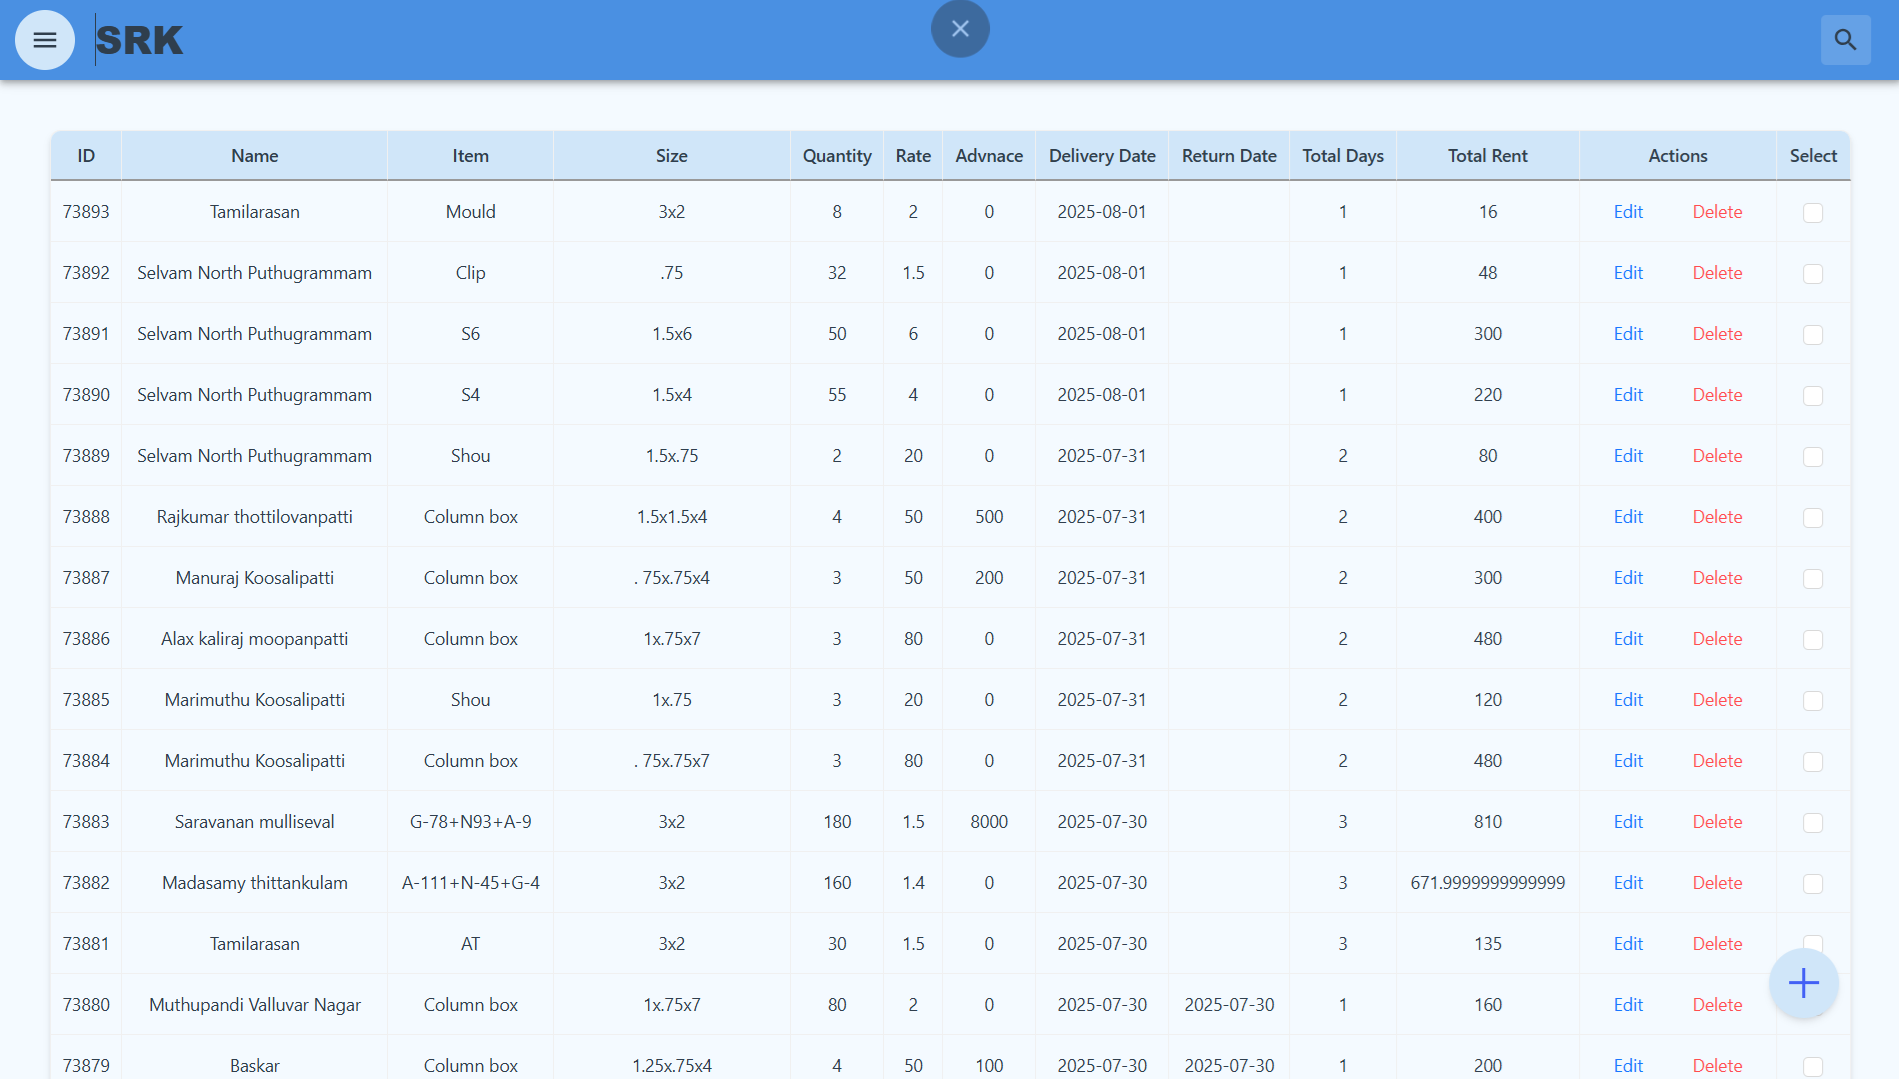 SRK
ID Name Item Size Quantity Rate Advnace Delivery Date Return Date Total Days Total Rent Actions Select
73893 Tamilarasan Mould 3x2 8 2 0 2025-08-01 1 16 Edit Delete
73892 Selvam North Puthugrammam Clip .75 32 1.5 0 2025-08-01 1 48 Edit Delete
73891 Selvam North Puthugrammam S6 1.5x6 50 6 0 2025-08-01 1 300 Edit Delete
73890 Selvam North Puthugrammam S4 1.5x4 55 4 0 2025-08-01 1 220 Edit Delete
73889 Selvam North Puthugrammam Shou 1.5x.75 2 20 0 2025-07-31 2 80 Edit Delete
73888 Rajkumar thottilovanpatti Column box 1.5x1.5x4 4 50 500 2025-07-31 2 400 Edit Delete
73887 Manuraj Koosalipatti Column box . 75x.75x4 3 50 200 2025-07-31 2 300 Edit Delete
73886 Alax kaliraj moopanpatti Column box 1x.75x7 3 80 0 2025-07-31 2 480 Edit Delete
73885 Marimuthu Koosalipatti Shou 1x.75 3 20 0 2025-07-31 2 120 Edit Delete
73884 Marimuthu Koosalipatti Column box . 75x.75x7 3 80 0 2025-07-31 2 480 Edit Delete
73883 Saravanan mulliseval G-78+N93+A-9 3x2 180 1.5 8000 2025-07-30 3 810 Edit Delete
73882 Madasamy thittankulam A-111+N-45+G-4 3x2 160 1.4 0 2025-07-30 3 671.9999999999999 Edit Delete
73881 Tamilarasan AT 3x2 30 1.5 0 2025-07-30 3 135 Edit Delete
73880 Muthupandi Valluvar Nagar Column box 1x.75x7 80 2 0 2025-07-30 2025-07-30 1 160 Edit Delete
73879 Baskar Column box 1.25x.75x4 4 50 100 2025-07-30 2025-07-30 1 200 Edit Delete